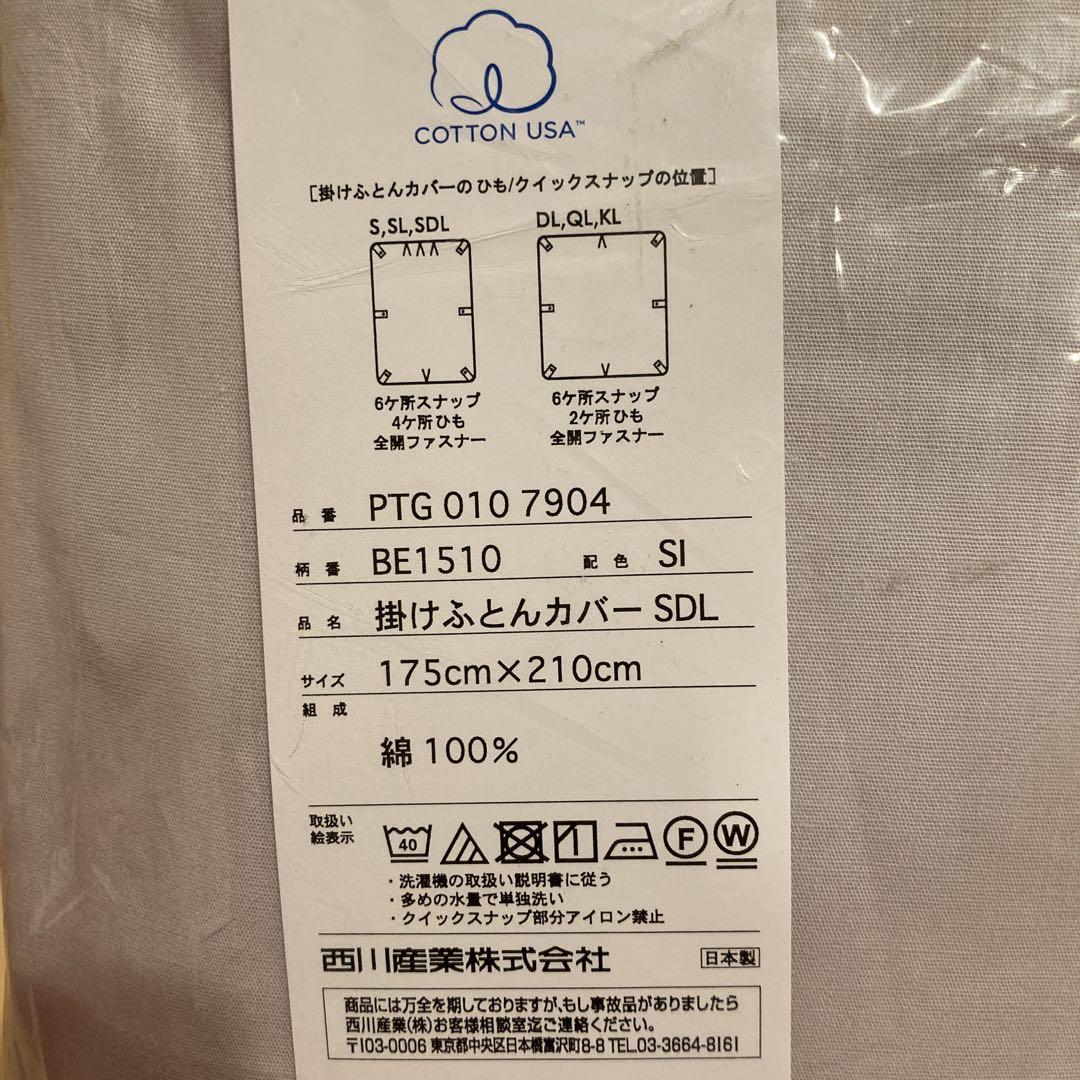 COTTON USA™
[掛けふとんカバーのひも/クイックスナップの位置]
S,SL,SDL
DL,QL,KL
6ケ所スナップ
4ケ所ひも
全開ファスナー
6ケ所スナップ
2ケ所ひも
全開ファスナー
品番 PTG 010 7904
柄番 BE1510 配色 SI
品名 掛けふとんカバー SDL
サイズ 175cm×210cm
組成
綿 100%
取扱い
絵表示
40 F W
・洗濯機の取扱い説明書に従う
・多めの水量で単独洗い
・クイックスナップ部分アイロン禁止
西川産業株式会社 日本製
商品には万全を期しておりますが、もし事故品がありましたら
西川産業(株)お客様相談室迄ご連絡ください。
〒103-0006 東京都中央区日本橋富沢町8-8 TEL.03-3664-8161